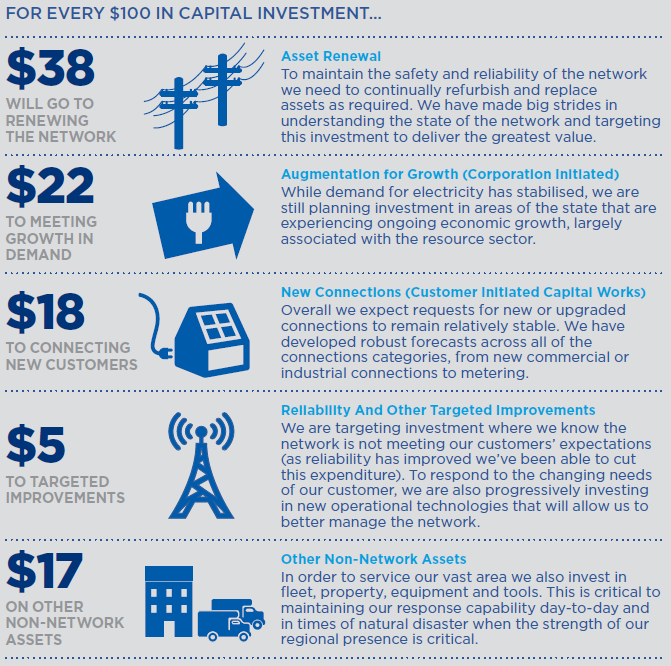 FOR EVERY $100 IN CAPITAL INVESTMENT...
$38
WILL GO TO
RENEWING
THE NETWORK
Asset Renewal
To maintain the safety and reliability of the network
we need to continually refurbish and replace
assets as required. We have made big strides in
understanding the state of the network and targeting
this investment to deliver the greatest value.
$22
TO MEETING
GROWTH IN
DEMAND
Augmentation for Growth (Corporation Initiated)
While demand for electricity has stabilised, we are
still planning investment in areas of the state that are
experiencing ongoing economic growth, largely
associated with the resource sector.
$18
TO CONNECTING
NEW CUSTOMERS
New Connections (Customer Initiated Capital Works)
Overall we expect requests for new or upgraded
connections to remain relatively stable. We have
developed robust forecasts across all of the
connections categories, from new commercial or
industrial connections to metering.
$5
TO TARGETED
IMPROVEMENTS
Reliability And Other Targeted Improvements
We are targeting investment where we know the
network is not meeting our customers' expectations
(as reliability has improved we've been able to cut
this expenditure). To respond to the changing needs
of our customer, we are also progressively investing
in new operational technologies that will allow us to
better manage the network.
$17
ON OTHER
NON-NETWORK
ASSETS
Other Non-Network Assets
In order to service our vast area we also invest in
fleet, property, equipment and tools. This is critical to
maintaining our response capability day-to-day and
in times of natural disaster when the strength of our
regional presence is critical.